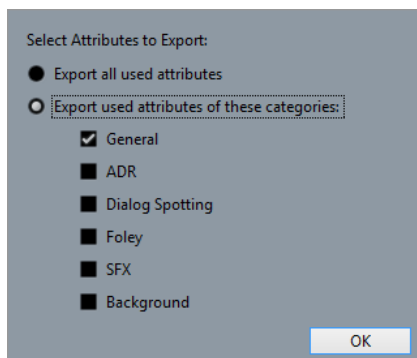 Select Attributes to Export:
Export all used attributes
Export used attributes of these categories:
General
ADR
Dialog Spotting
Foley
SFX
Background
OK